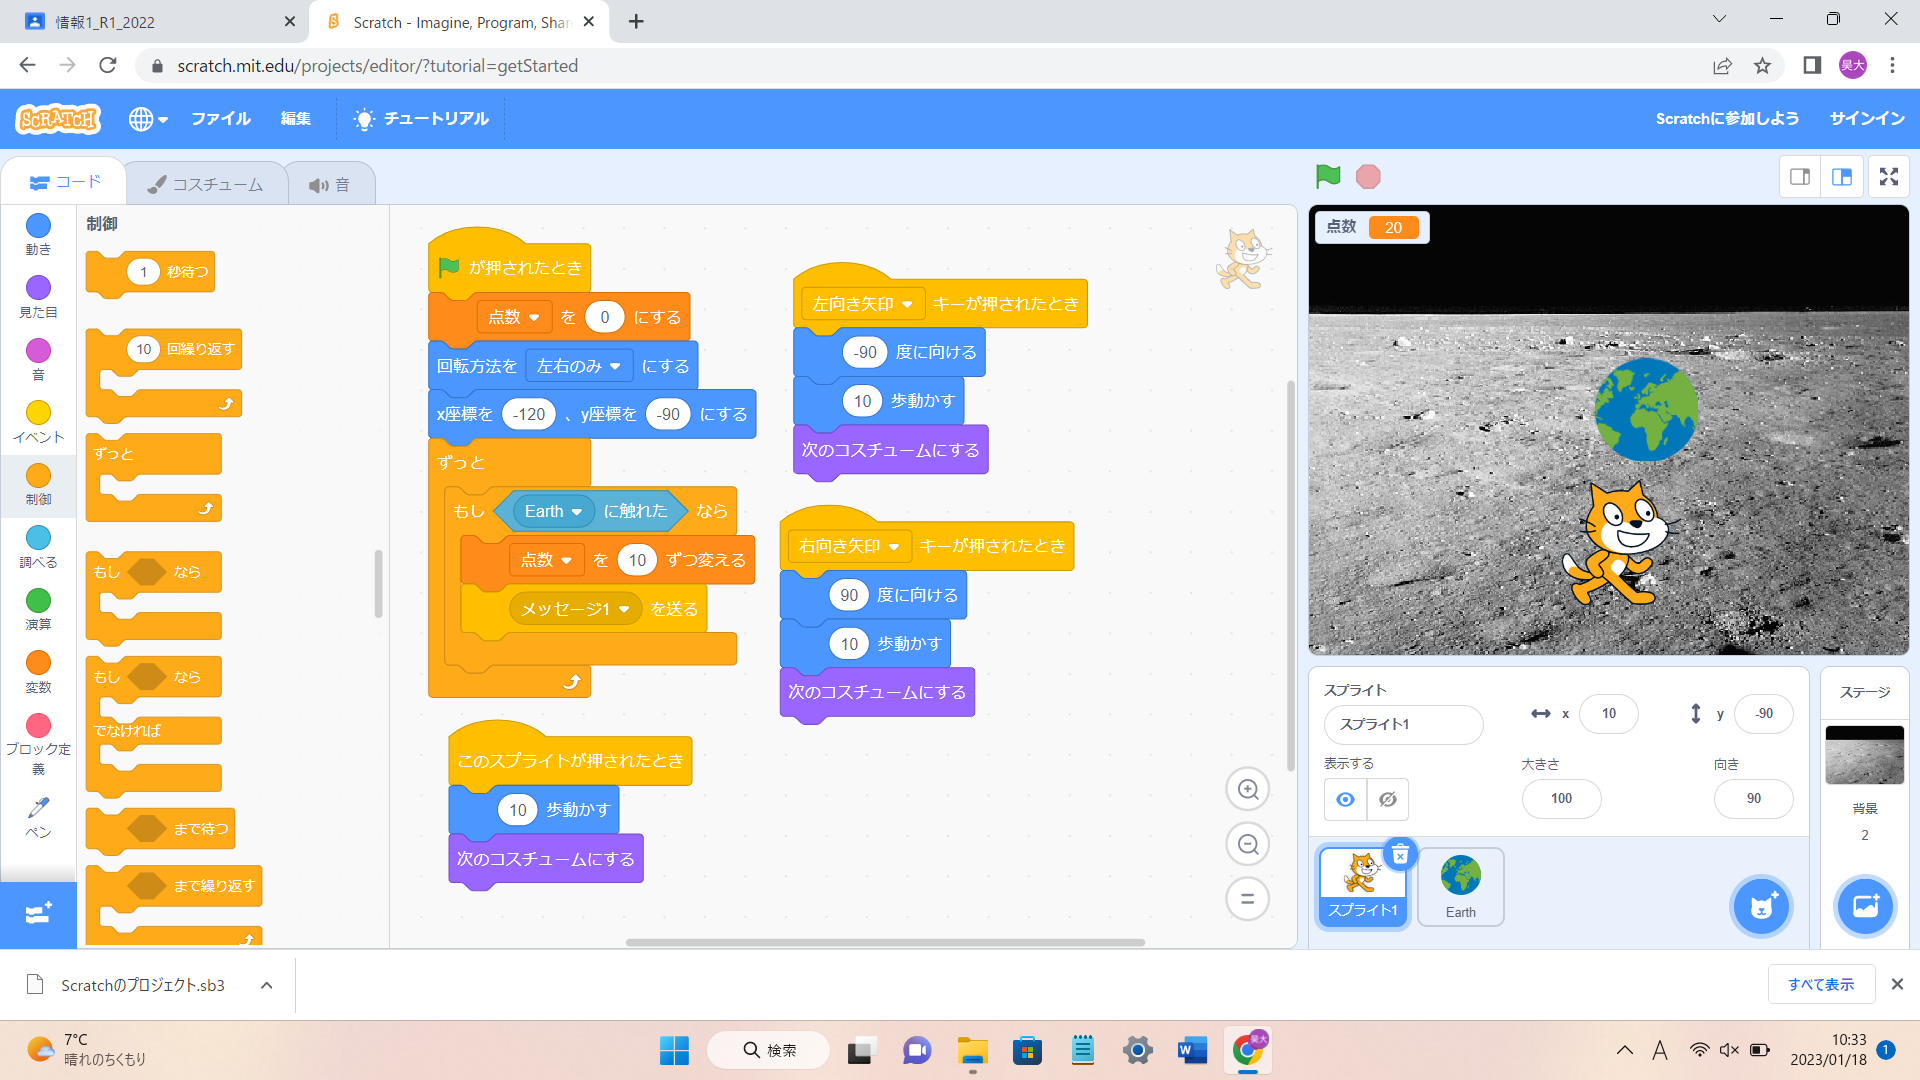 情報1_R1_2022
Scratch - Imagine, Program, Shar
scratch.mit.edu/projects/editor/?tutorial=getStarted
昊大
SCRATCH
ファイル
編集
チュートリアル
Scratchに参加しよう
サインイン
コード
コスチューム
音
動き
見た目
音
イベント
制御
調べる
演算
変数
ブロック定義
ペン
制御
1 秒待つ
10 回繰り返す
ずっと
もし なら
もし なら
でなければ
まで待つ
まで繰り返す
が押されたとき
点数 を 0 にする
回転方法を 左右のみ にする
x座標を -120 、y座標を -90 にする
ずっと
もし Earth に触れた なら
点数 を 10 ずつ変える
メッセージ1 を送る
このスプライトが押されたとき
10 歩動かす
次のコスチュームにする
左向き矢印 キーが押されたとき
-90 度に向ける
10 歩動かす
次のコスチュームにする
右向き矢印 キーが押されたとき
90 度に向ける
10 歩動かす
次のコスチュームにする
点数 20
スプライト
スプライト1
x 10
y -90
表示する
大きさ
100
向き
90
スプライト1
Earth
ステージ
背景
2
Scratchのプロジェクト.sb3
すべて表示
7°C
晴れのちくもり
検索
昊大
A
10:33
2023/01/18
1